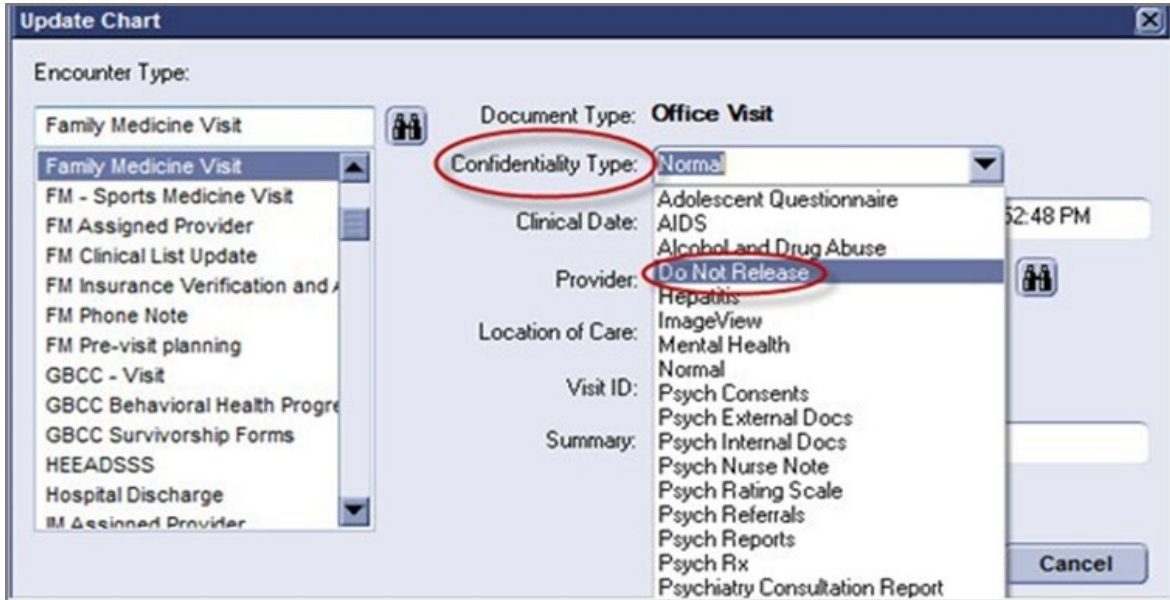 Update Chart
Encounter Type:
Family Medicine Visit
Family Medicine Visit
FM - Sports Medicine Visit
FM Assigned Provider
FM Clinical List Update
FM Insurance Verification and
FM Phone Note
FM Pre-visit planning
GBCC - Visit
GBCC Behavioral Health Progre
GBCC Survivorship Forms
HEEADSSS
Hospital Discharge
IM Assigned Provider
Document Type: Office Visit
Confidentiality Type: Normal
Clinical Date:
52:48 PM
Provider:
Location of Care:
Visit ID:
Summary:
Adolescent Questionnaire
AIDS
Alcohol and Drug Abuse
Do Not Release
Hepatitis
ImageView
Mental Health
Normal
Psych Consents
Psych External Docs
Psych Internal Docs
Psych Nurse Note
Psych Rating Scale
Psych Referrals
Psych Reports
Psych Rx
Psychiatry Consultation Report
Cancel